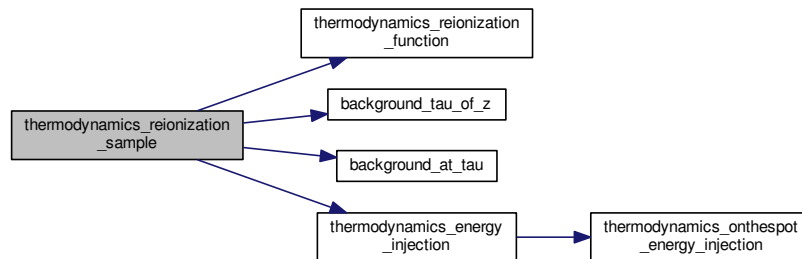 thermodynamics_reionization
_function
background_tau_of_z
thermodynamics_reionization
_sample
background_at_tau
thermodynamics_energy
_injection
thermodynamics_onthespot
_energy_injection